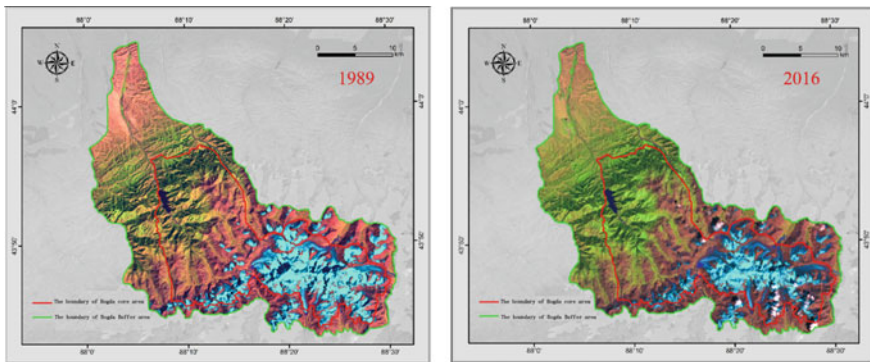 88°0′ 88°10′ 88°20′ 88°30′
N
W E
S
0 5 10
km
1989
44°0′ 44°0′
43°50′ 43°50′
The boundary of Bogda core area
The boundary of Bogda Buffer area
88°0′ 88°10′ 88°20′ 88°30′
88°0′ 88°10′ 88°20′ 88°30′
N
W E
S
0 5 10
km
2016
44°0′ 44°0′
43°50′ 43°50′
The boundary of Bogda core area
The boundary of Bogda Buffer area
88°0′ 88°10′ 88°20′ 88°30′